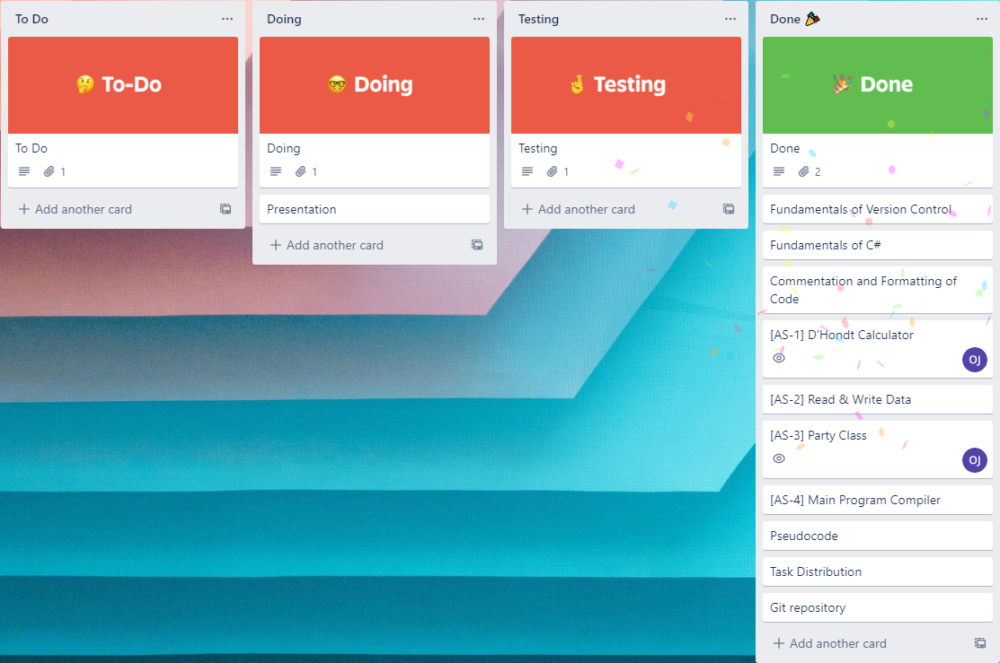 To Do
🤔 To-Do
To Do
1
Add another card
Doing
🤓 Doing
Doing
1
Presentation
Add another card
Testing
🤞 Testing
Testing
1
Add another card
Done 🎉
🎉 Done
Done
2
Fundamentals of Version Control
Fundamentals of C#
Commentation and Formatting of
Code
[AS-1] D'Hondt Calculator
OJ
[AS-2] Read & Write Data
[AS-3] Party Class
OJ
[AS-4] Main Program Compiler
Pseudocode
Task Distribution
Git repository
Add another card